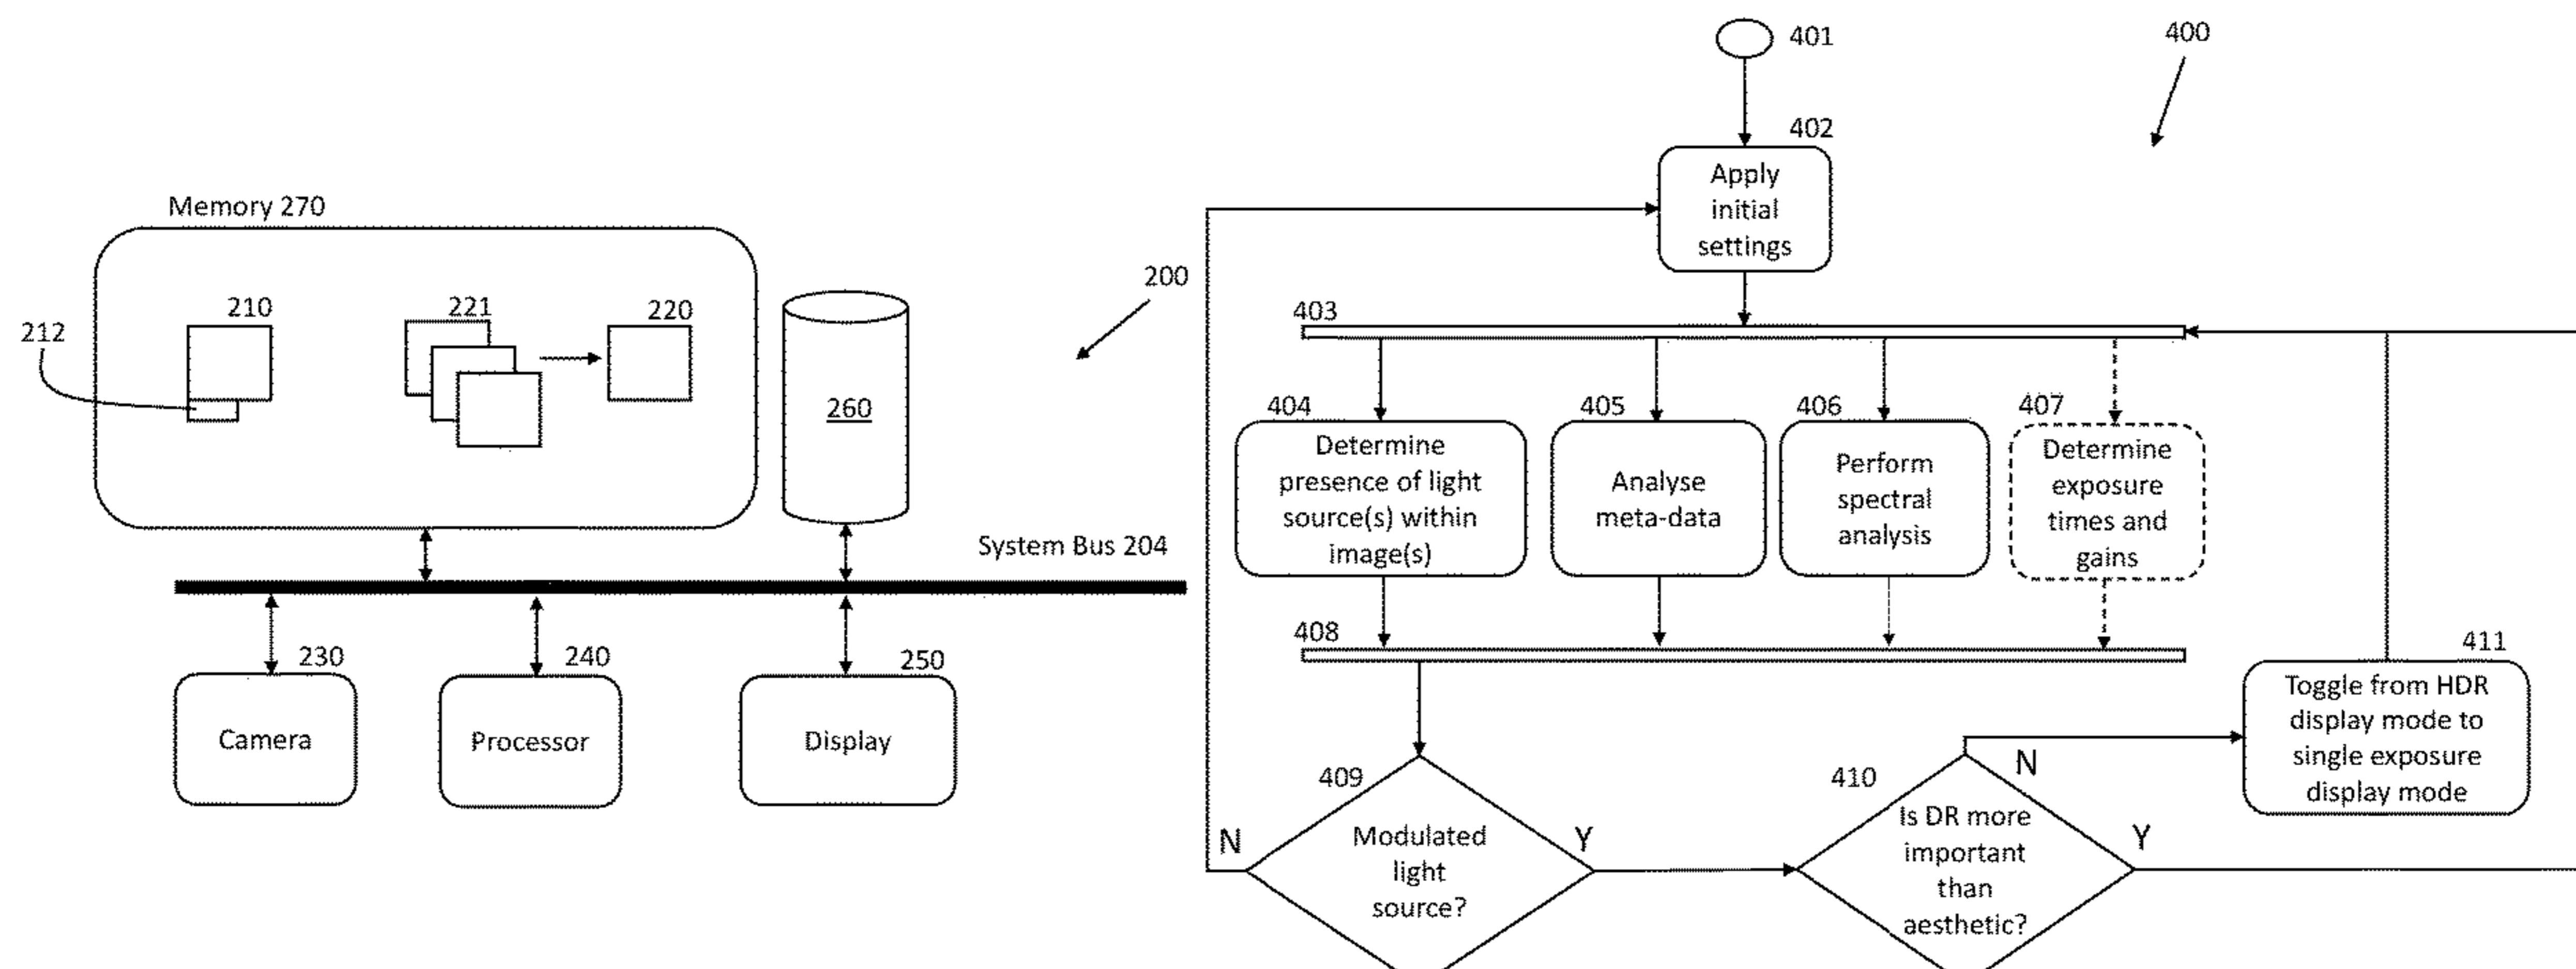 Memory 270
210
221
220
212
260
200
System Bus 204
230
Camera
240
Processor
250
Display
400
401
402
Apply
initial
settings
403
404
Determine
presence of light
source(s) within
image(s)
405
Analyse
meta-data
406
Perform
spectral
analysis
407
Determine
exposure
times and
gains
408
409
Modulated
light
source?
N
Y
410
Is DR more
important
than
aesthetic?
N
Y
411
Toggle from HDR
display mode to
single exposure
display mode